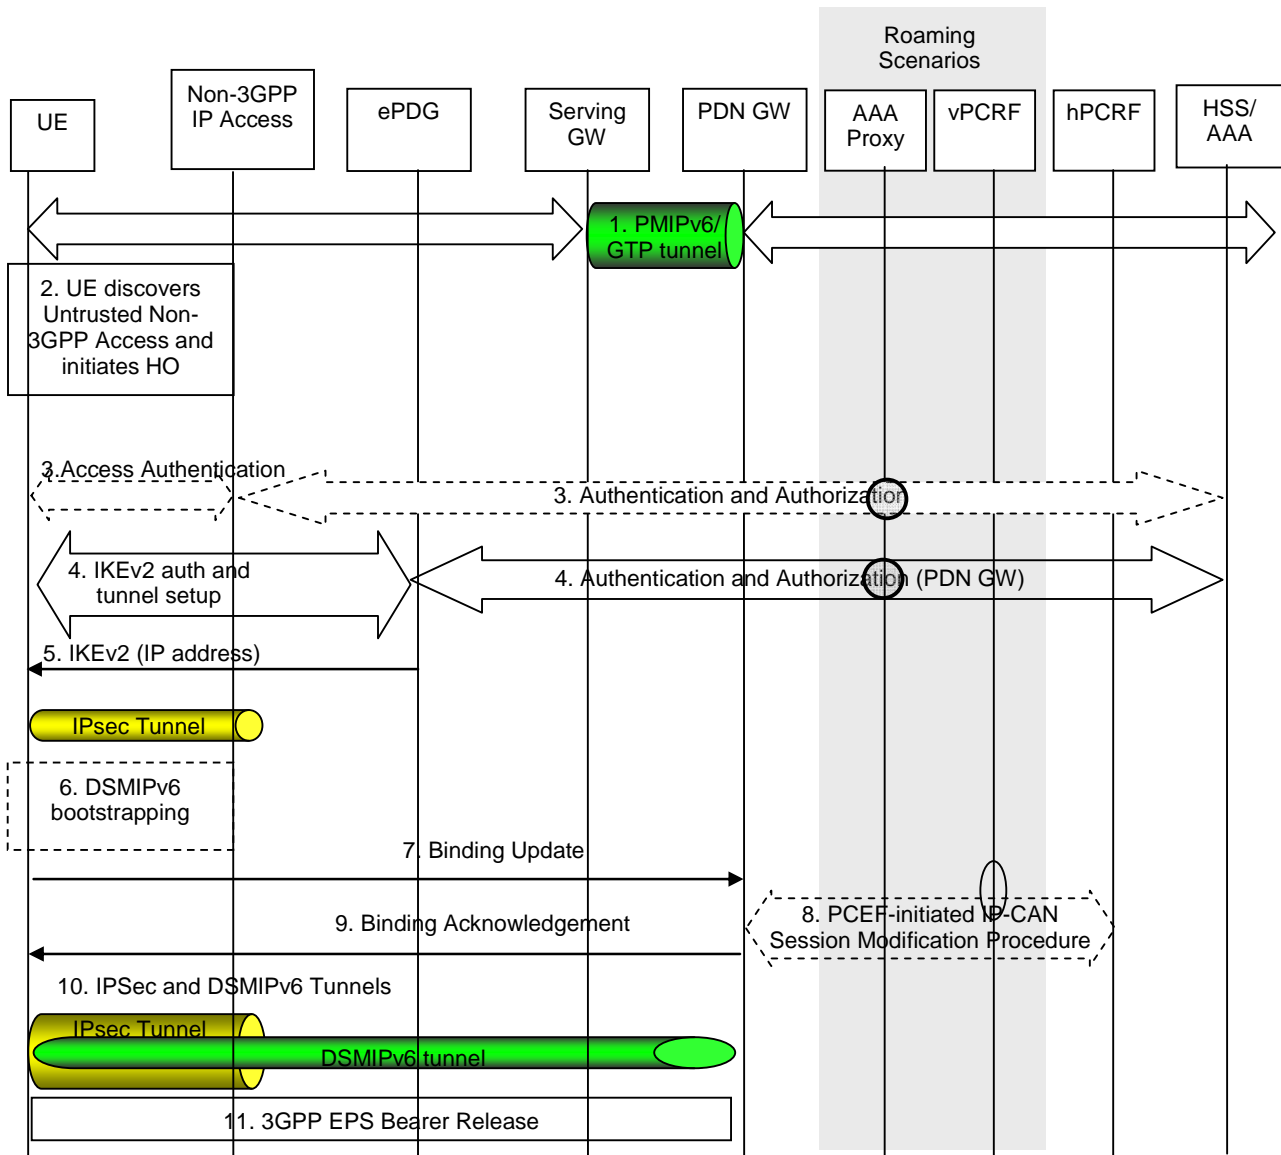 Roaming
Scenarios
UE
Non-3GPP
IP Access
ePDG
Serving
GW
PDN GW
AAA
Proxy
vPCRF
hPCRF
HSS/
AAA
1. PMIPv6/
GTP tunnel
2. UE discovers
Untrusted Non-
3GPP Access and
initiates HO
3.Access Authentication
3. Authentication and Authorization
4. IKEv2 auth and
tunnel setup
4. Authentication and Authorization (PDN GW)
5. IKEv2 (IP address)
IPsec Tunnel
6. DSMIPv6
bootstrapping
7. Binding Update
8. PCEF-initiated IP-CAN
Session Modification Procedure
9. Binding Acknowledgement
10. IPSec and DSMIPv6 Tunnels
IPsec Tunnel
DSMIPv6 tunnel
11. 3GPP EPS Bearer Release